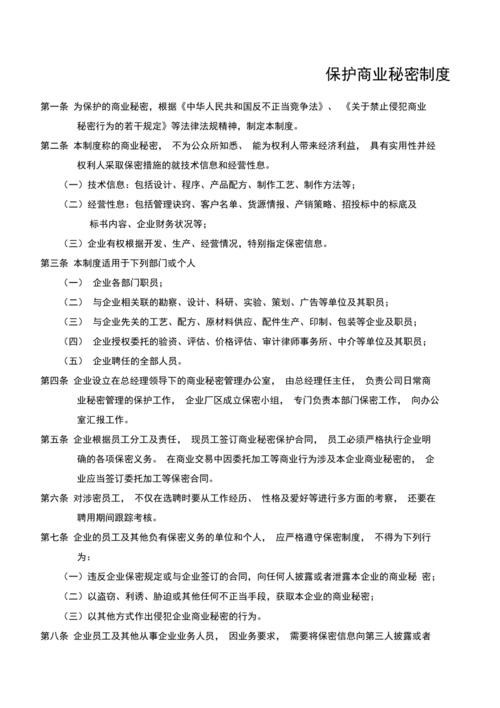 保护商业秘密制度
第一条 为保护的商业秘密，根据《中华人民共和国反不正当竞争法》、 《关于禁止侵犯商业
秘密行为的若干规定》等法律法规精神，制定本制度。
第二条 本制度称的商业秘密， 不为公众所知悉、 能为权利人带来经济利益， 具有实用性并经
权利人采取保密措施的就技术信息和经营性息。
（一）技术信息：包括设计、程序、产品配方、制作工艺、制作方法等；
（二）经营性息：包括管理诀窍、客户名单、货源情报、产销策略、招投标中的标底及
标书内容、企业财务状况等；
（三）企业有权根据开发、生产、经营情况，特别指定保密信息。
第三条 本制度适用于下列部门或个人
（一） 企业各部门职员；
（二） 与企业相关联的勘察、设计、科研、实验、策划、广告等单位及其职员；
（三） 与企业先关的工艺、配方、原材料供应、配件生产、印制、包装等企业及职员；
（四） 企业授权委托的验资、评估、价格评估、审计律师事务所、中介等单位及其职员；
（五） 企业聘任的全部人员。
第四条 企业设立在总经理领导下的商业秘密管理办公室， 由总经理任主任， 负责公司日常商
业秘密管理的保护工作， 企业厂区成立保密小组， 专门负责本部门保密工作， 向办公
室汇报工作。
第五条 企业根据员工分工及责任， 现员工签订商业秘密保护合同， 员工必须严格执行企业明
确的各项保密义务。 在商业交易中因委托加工等商业行为涉及本企业商业秘密的， 企
业应当签订委托加工等保密合同。
第六条 对涉密员工， 不仅在选聘时要从工作经历、 性格及爱好等进行多方面的考察， 还要在
聘用期间跟踪考核。
第七条 企业的员工及其他负有保密义务的单位和个人， 应严格遵守保密制度， 不得为下列行
为：
（一）违反企业保密规定或与企业签订的合同，向任何人披露或者泄露本企业的商业秘 密；
（二）以盗窃、利诱、胁迫或其他任何不正当手段，获取本企业的商业秘密；
（三）以其他方式作出侵犯企业商业秘密的行为。
第八条 企业员工及其他从事企业业务人员， 因业务要求， 需要将保密信息向第三人披露或者